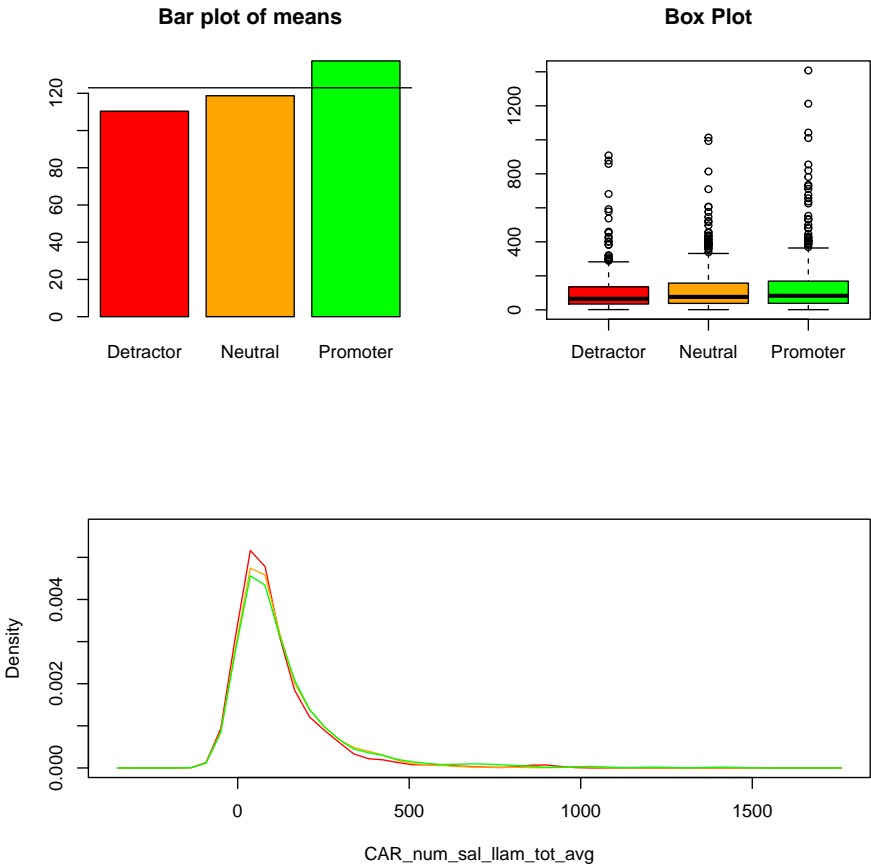 Bar plot of means
0
20
40
60
80
120
Detractor
Neutral
Promoter
Box Plot
0
400
800
1200
Detractor
Neutral
Promoter
Density
0.000
0.002
0.004
0
500
1000
1500
CAR_num_sal_llam_tot_avg